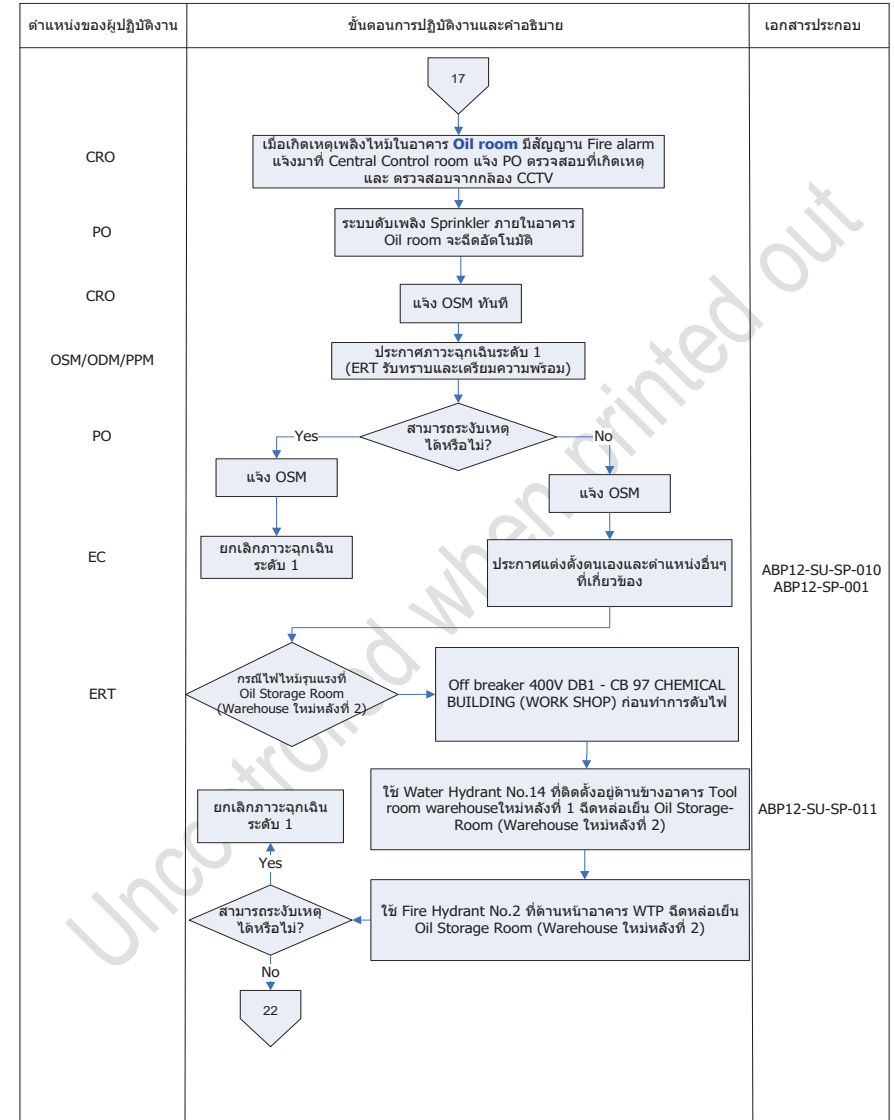 ตำแหน่งของผู้ปฏิบัติงาน
ขั้นตอนการปฏิบัติงานและคำอธิบาย
เอกสารประกอบ
17
CRO
เมื่อเกิดเหตุเพลิงไหม้ในอาคาร Oil room มีสัญญาน Fire alarm
แจ้งมาที่ Central Control room แจ้ง PO ตรวจสอบที่เกิดเหตุ
และ ตรวจสอบจากกล้อง CCTV
PO
ระบบดับเพลิง Sprinkler ภายในอาคาร
Oil room จะฉีดอัตโนมัติ
CRO
แจ้ง OSM ทันที
OSM/ODM/PPM
ประกาศภาวะฉุกเฉินระดับ 1
(ERT รับทราบและเตรียมความพร้อม)
PO
สามารถระงับเหตุ
ได้หรือไม่?
Yes
No
แจ้ง OSM
แจ้ง OSM
EC
ยกเลิกภาวะฉุกเฉิน
ระดับ 1
ประกาศแต่งตั้งตนเองและตำแหน่งอื่นๆ
ที่เกี่ยวข้อง
ABP12-SU-SP-010
ABP12-SP-001
ERT
กรณีไฟไหม้รุนแรงที่
Oil Storage Room
(Warehouse ใหม่หลังที่ 2)
Off breaker 400V DB1 - CB 97 CHEMICAL
BUILDING (WORK SHOP) ก่อนทำการดับไฟ
ใช้ Water Hydrant No.14 ที่ติดตั้งอยู่ด้านข้างอาคาร Tool
room warehouseใหม่หลังที่ 1 ฉีดหล่อเย็น Oil Storage-
Room (Warehouse ใหม่หลังที่ 2)
ABP12-SU-SP-011
ยกเลิกภาวะฉุกเฉิน
ระดับ 1
Yes
สามารถระงับเหตุ
ได้หรือไม่?
ใช้ Fire Hydrant No.2 ที่ด้านหน้าอาคาร WTP ฉีดหล่อเย็น
Oil Storage Room (Warehouse ใหม่หลังที่ 2)
No
22
Uncontrolled when printed out